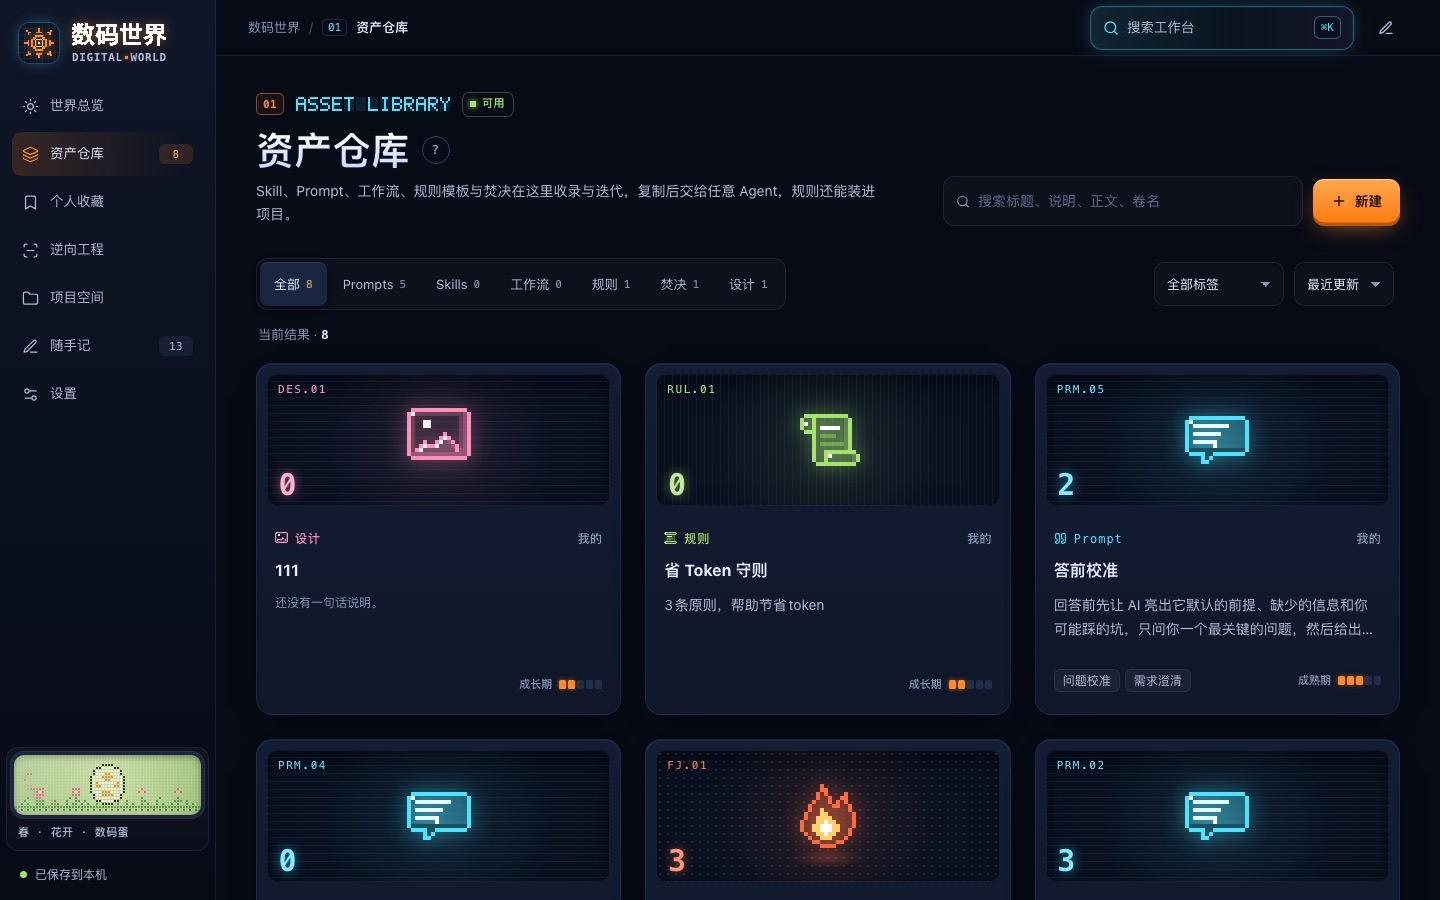 数码世界
DIGITAL WORLD
世界总览
资产仓库 8
个人收藏
逆向工程
项目空间
随手记 13
设置
春 · 花开 · 数码蛋
已保存到本机
数码世界 / 01 资产仓库
搜索工作台 ⌘K
01 ASSET LIBRARY 可用
资产仓库 ?
Skill、Prompt、工作流、规则模板与焚决在这里收录与迭代，复制后交给任意 Agent，规则还能装进
项目。
搜索标题、说明、正文、卷名
+ 新建
全部 8 Prompts 5 Skills 0 工作流 0 规则 1 焚决 1 设计 1
全部标签 最近更新
当前结果 · 8
DES.01
0
设计 我的
111
还没有一句话说明。
成长期
RUL.01
0
规则 我的
省 Token 守则
3 条原则，帮助节省 token
成长期
PRM.05
2
Prompt 我的
答前校准
回答前先让 AI 亮出它默认的前提、缺少的信息和你
可能踩的坑，只问你一个最关键的问题，然后给出…
问题校准 需求澄清 成熟期
PRM.04
0
FJ.01
3
PRM.02
3